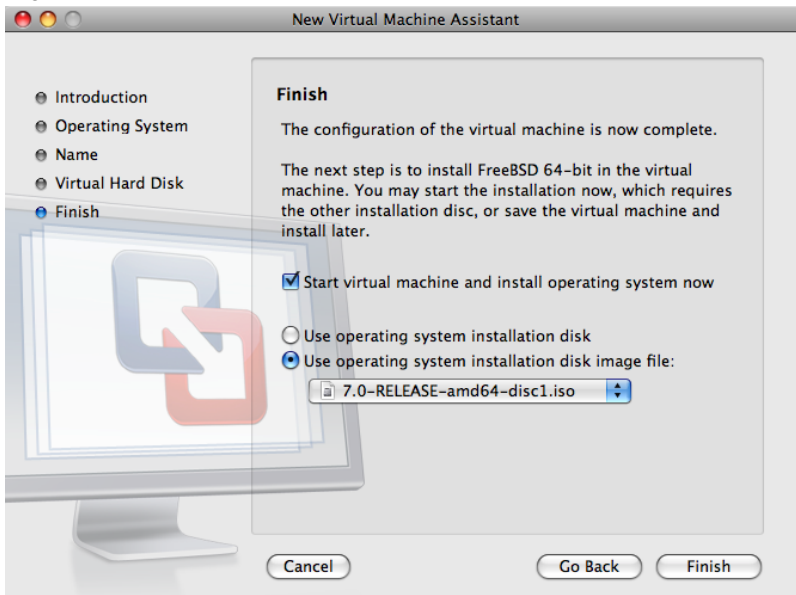 New Virtual Machine Assistant
Introduction
Operating System
Name
Virtual Hard Disk
Finish
Finish
The configuration of the virtual machine is now complete.
The next step is to install FreeBSD 64-bit in the virtual
machine. You may start the installation now, which requires
the other installation disc, or save the virtual machine and
install later.
Start virtual machine and install operating system now
Use operating system installation disk
Use operating system installation disk image file:
7.0-RELEASE-amd64-disc1.iso
Cancel
Go Back
Finish